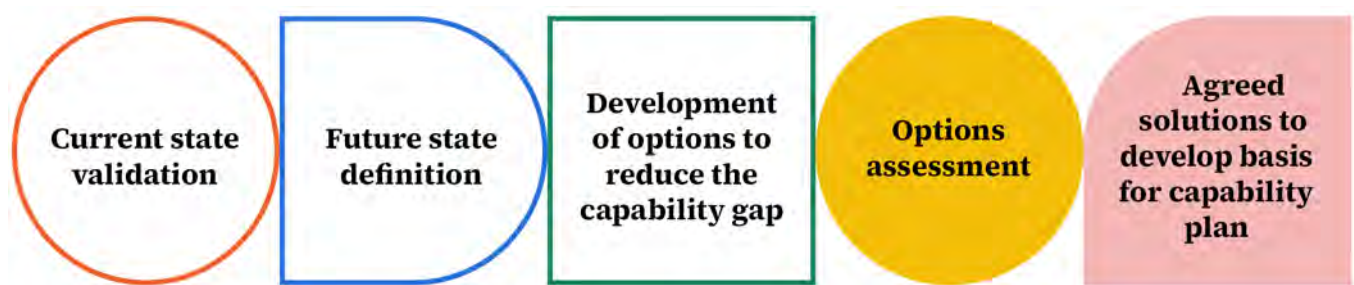 Current state
validation
Future state
definition
Development
of options to
reduce the
capability gap
Options
assessment
Agreed
solutions to
develop basis
for capability
plan